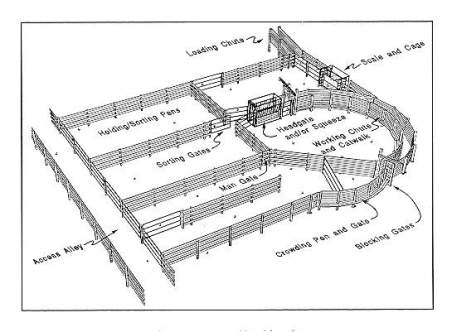 Loading Chute
Scale and Cage
Holding/Sorting Pens
Headgate
and/or Squeeze
Working Chute
and Catwalk
Sorting Gates
Man Gate
Access Alley
Crowding Pen and Gate
Blocking Gates